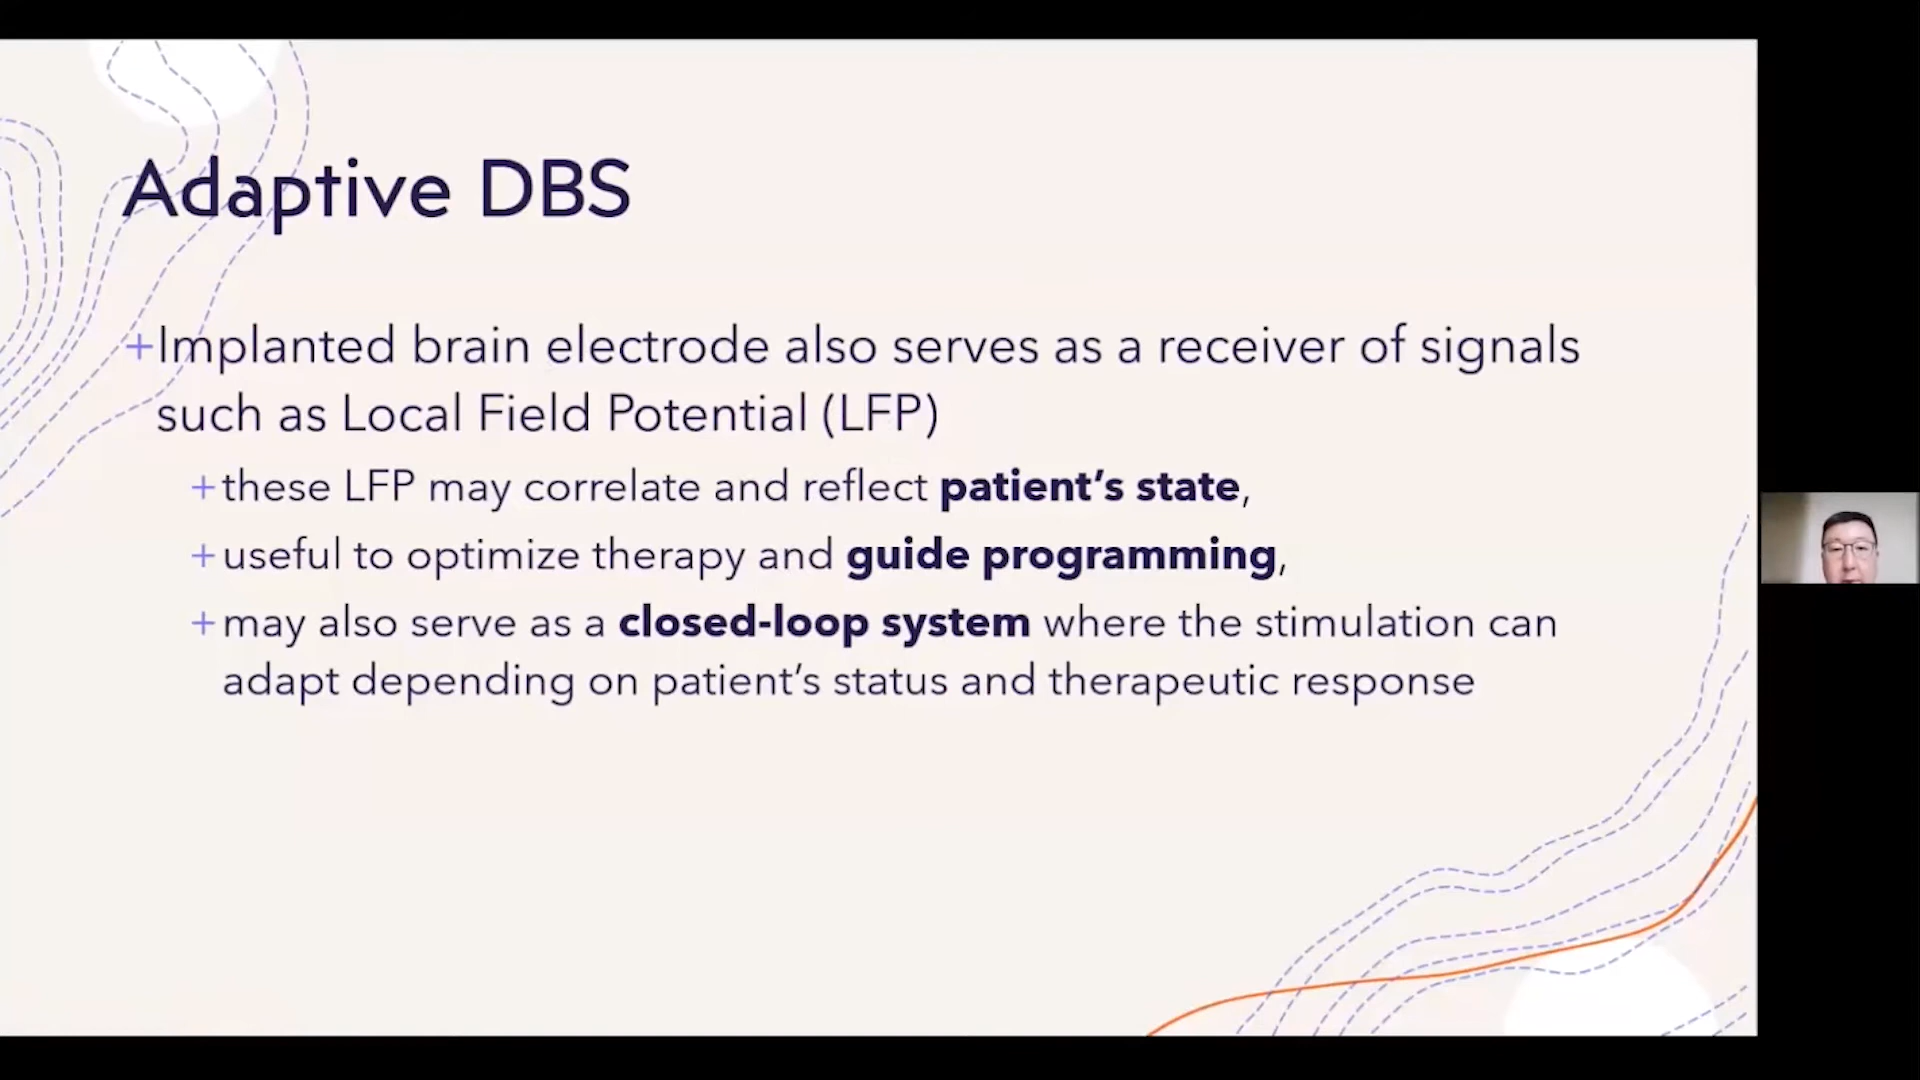 Adaptive DBS
+Implanted brain electrode also serves as a receiver of signals
such as Local Field Potential (LFP)
+these LFP may correlate and reflect patient's state,
+useful to optimize therapy and guide programming,
+may also serve as a closed-loop system where the stimulation can
adapt depending on patient's status and therapeutic response